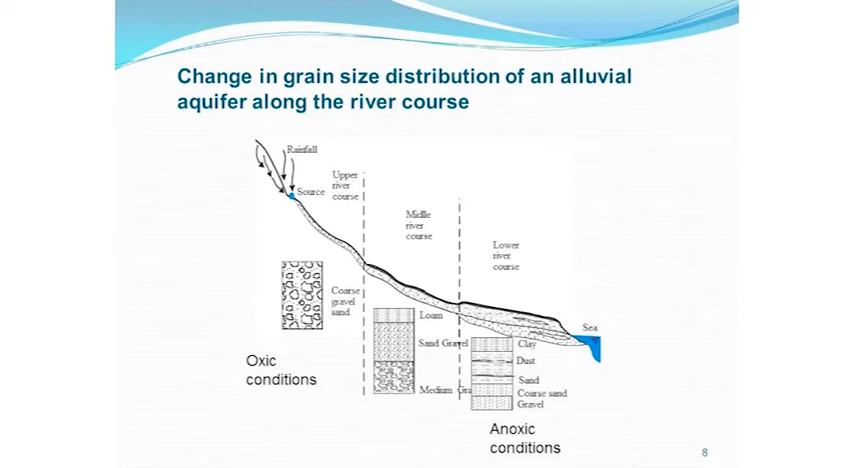 Change in grain size distribution of an alluvial
aquifer along the river course
Rainfall
Source
Upper
river
course
Midlle
river
course
Lower
river
course
Sea
Coarse
gravel
sand
Loam
Sand Gravel
Medium Gra
Clay
Dust
Sand
Coarse sand
Gravel
Oxic
conditions
Anoxic
conditions
8